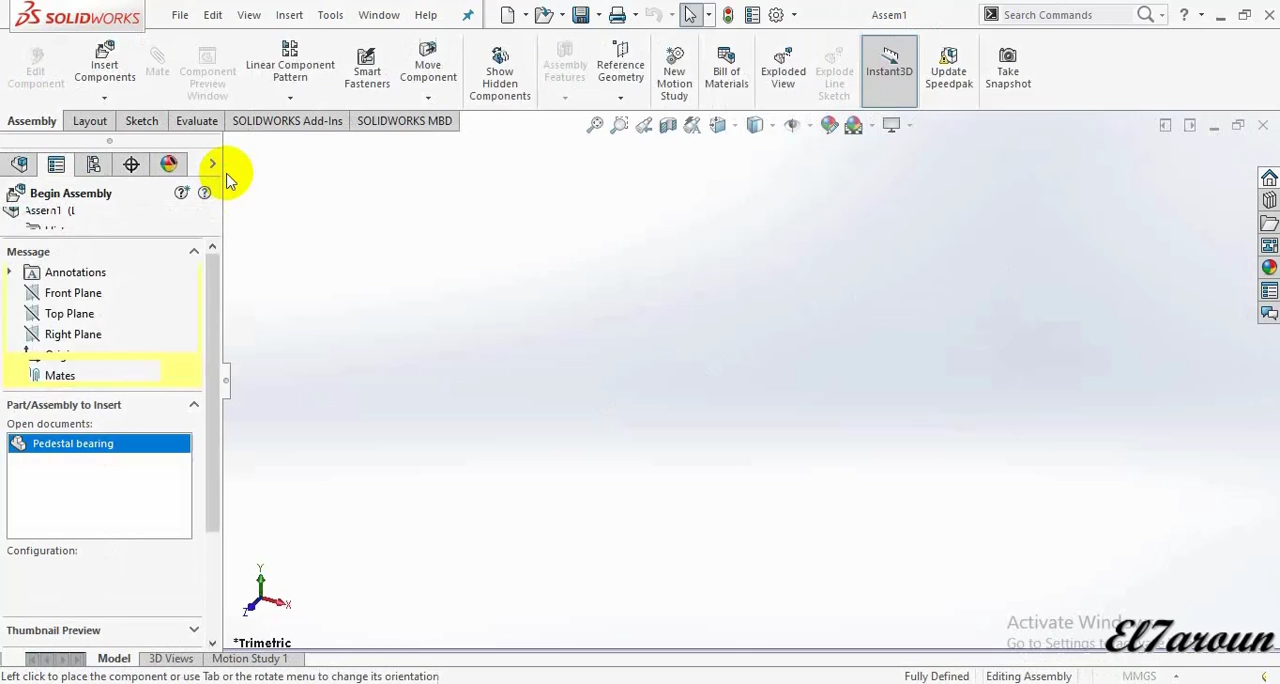 SOLIDWORKS
File Edit View Insert Tools Window Help
Assem1
Search Commands
Edit Component
Insert Components
Mate
Component Preview Window
Linear Component Pattern
Smart Fasteners
Move Component
Show Hidden Components
Assembly Features
Reference Geometry
New Motion Study
Bill of Materials
Exploded View
Explode Line Sketch
Instant3D
Update Speedpak
Take Snapshot
Assembly Layout Sketch Evaluate SOLIDWORKS Add-Ins SOLIDWORKS MBD
Begin Assembly
Assem1 (
Message
Annotations
Front Plane
Top Plane
Right Plane
Mates
Part/Assembly to Insert
Open documents:
Pedestal bearing
Configuration:
Thumbnail Preview
Y
X
Z
*Trimetric
Activate
Go to Settings to
El7aroun
Model 3D Views Motion Study 1
Left click to place the component or use Tab or the rotate menu to change its orientation
Fully Defined Editing Assembly MMGS